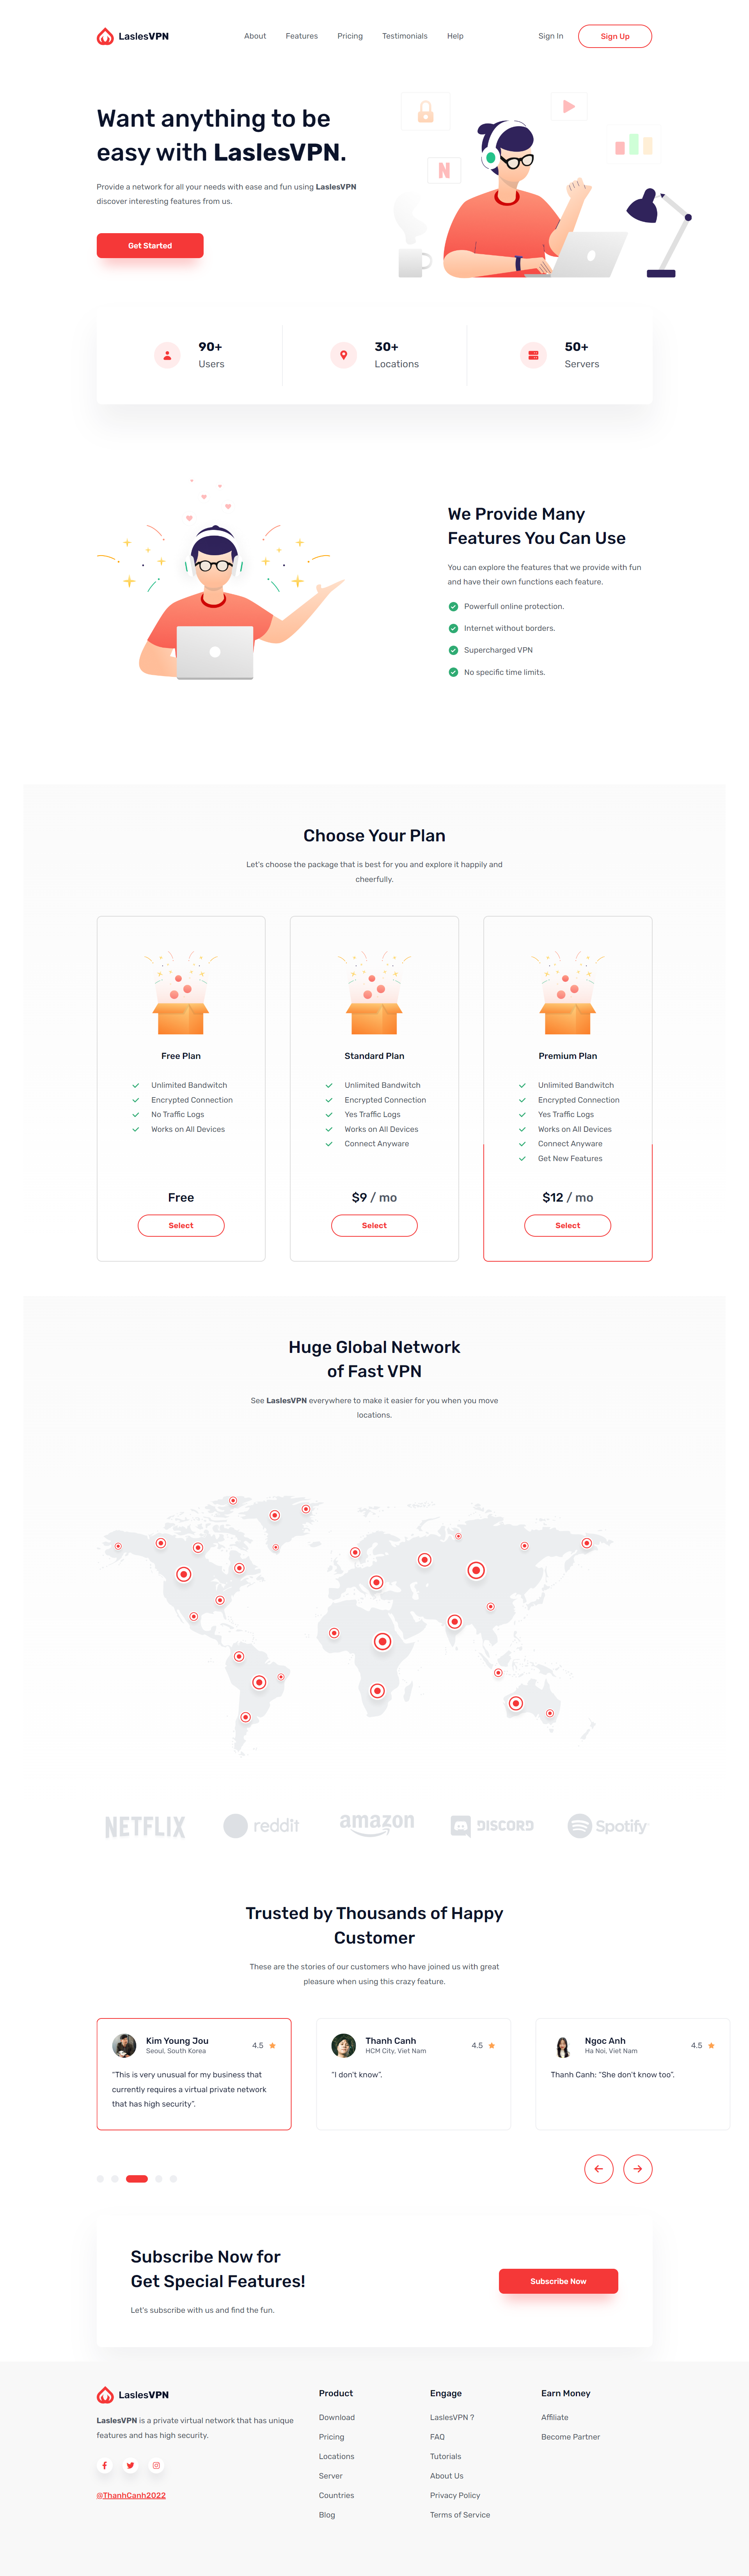 LaslesVPN
About
Features
Pricing
Testimonials
Help
Sign In
Sign Up
Want anything to be
easy with LaslesVPN.
Provide a network for all your needs with ease and fun using LaslesVPN
discover interesting features from us.
Get Started
N
90+
Users
30+
Locations
50+
Servers
We Provide Many
Features You Can Use
You can explore the features that we provide with fun
and have their own functions each feature.
Powerfull online protection.
Internet without borders.
Supercharged VPN
No specific time limits.
Choose Your Plan
Let's choose the package that is best for you and explore it happily and
cheerfully.
Free Plan
Unlimited Bandwitch
Encrypted Connection
No Traffic Logs
Works on All Devices
Free
Select
Standard Plan
Unlimited Bandwitch
Encrypted Connection
Yes Traffic Logs
Works on All Devices
Connect Anyware
$9 / mo
Select
Premium Plan
Unlimited Bandwitch
Encrypted Connection
Yes Traffic Logs
Works on All Devices
Connect Anyware
Get New Features
$12 / mo
Select
Huge Global Network
of Fast VPN
See LaslesVPN everywhere to make it easier for you when you move
locations.
NETFLIX
reddit
amazon
DISCORD
Spotify
Trusted by Thousands of Happy
Customer
These are the stories of our customers who have joined us with great
pleasure when using this crazy feature.
Kim Young Jou
Seoul, South Korea
4.5
“This is very unusual for my business that
currently requires a virtual private network
that has high security”.
Thanh Canh
HCM City, Viet Nam
4.5
“I don't know”.
Ngoc Anh
Ha Noi, Viet Nam
4.5
Thanh Canh: “She don't know too”.
Subscribe Now for
Get Special Features!
Let's subscribe with us and find the fun.
Subscribe Now
LaslesVPN
LaslesVPN is a private virtual network that has unique
features and has high security.
@ThanhCanh2022
Product
Download
Pricing
Locations
Server
Countries
Blog
Engage
LaslesVPN ?
FAQ
Tutorials
About Us
Privacy Policy
Terms of Service
Earn Money
Affiliate
Become Partner